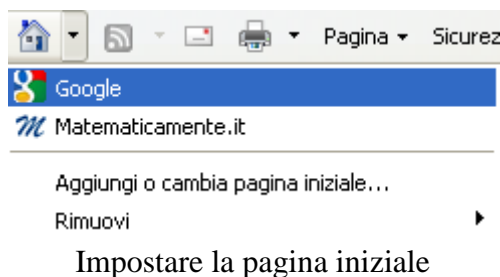 Pagina Sicurez
Google
Matematicamente.it
Aggiungi o cambia pagina iniziale...
Rimuovi
Impostare la pagina iniziale